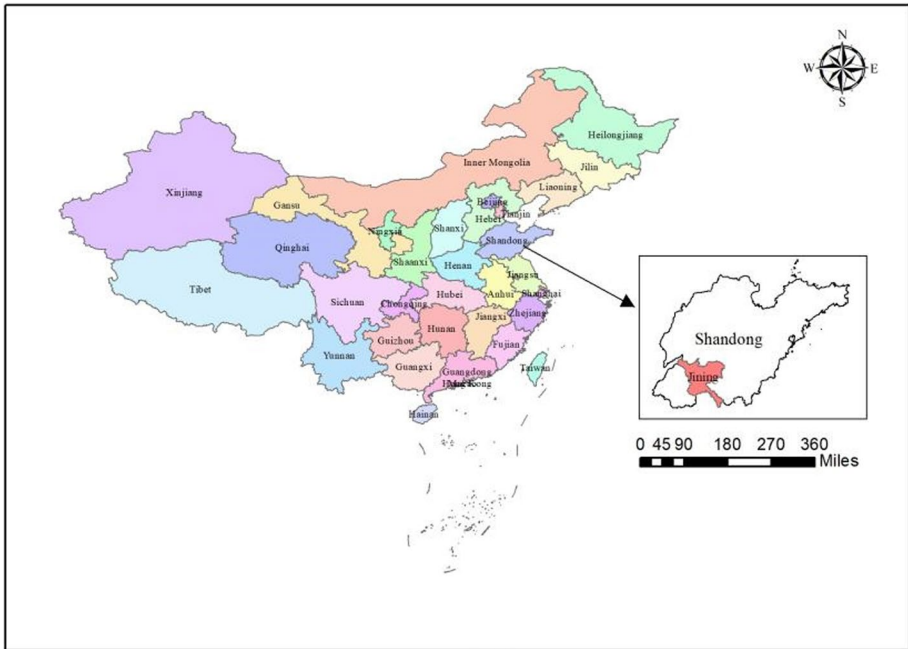 N
W E
S
Heilongjiang
Jilin
Inner Mongolia
Liaoning
Xinjiang
Beijing
Tianjin
Gansu
Hebei
Ningxia
Shanxi
Shandong
Qinghai
Shaanxi
Henan
Jiangsu
Tibet
Sichuan
Chongqing
Hubei
Anhui
Shanghai
Zhejiang
Hunan
Jiangxi
Guizhou
Yunnan
Fujian
Guangxi
Guangdong
Taiwan
Hong Kong
Hainan
Shandong
Jining
0 45 90 180 270 360
Miles